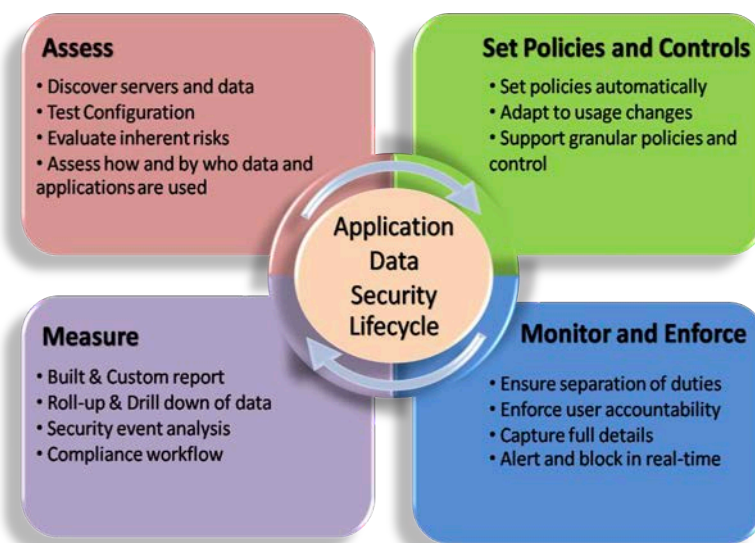 Assess
• Discover servers and data
• Test Configuration
• Evaluate inherent risks
• Assess how and by who data and
applications are used
Set Policies and Controls
• Set policies automatically
• Adapt to usage changes
• Support granular policies and
control
Application
Data
Security
Lifecycle
Measure
• Built & Custom report
• Roll-up & Drill down of data
• Security event analysis
• Compliance workflow
Monitor and Enforce
• Ensure separation of duties
• Enforce user accountability
• Capture full details
• Alert and block in real-time